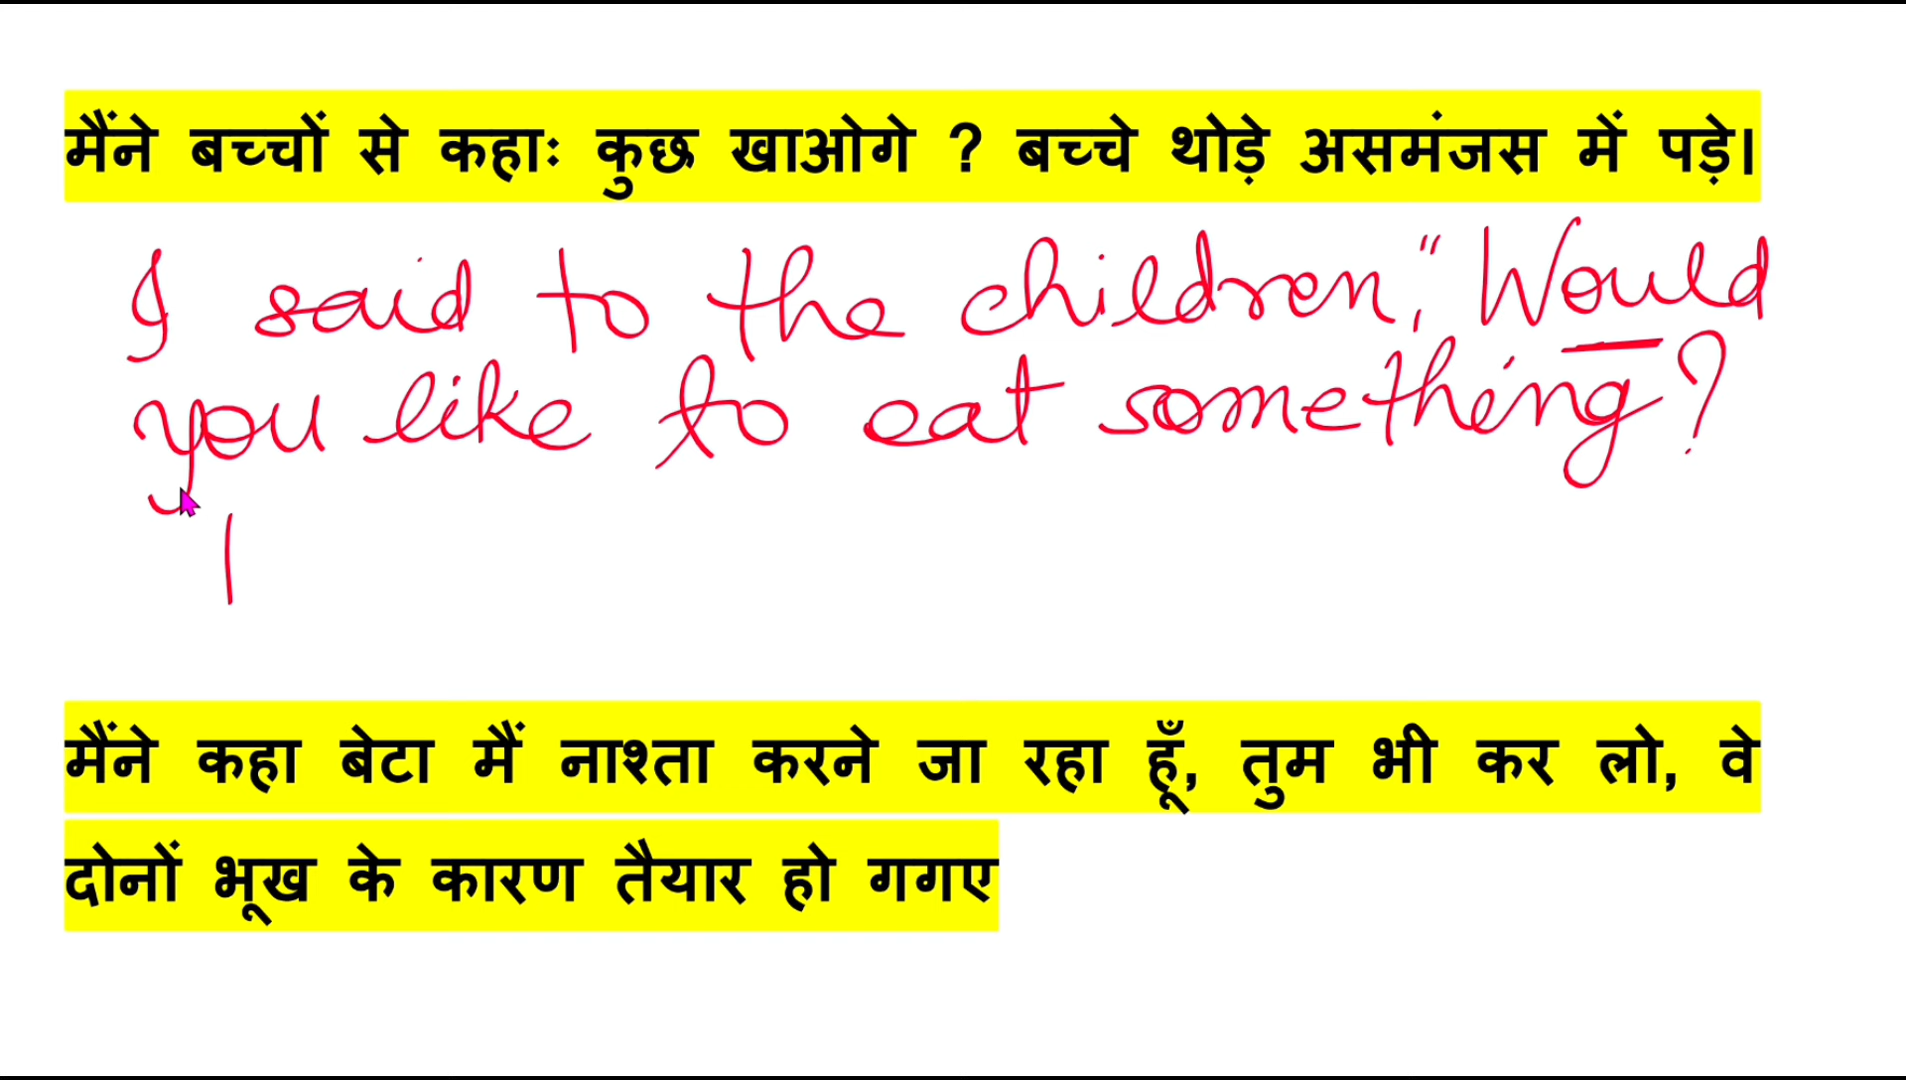 मैंने बच्चों से कहाः कुछ खाओगे ? बच्चे थोड़े असमंजस में पड़े।
I said to the children, "Would
you like to eat something?
मैंने कहा बेटा मैं नाश्ता करने जा रहा हूँ, तुम भी कर लो, वे
दोनों भूख के कारण तैयार हो गगए